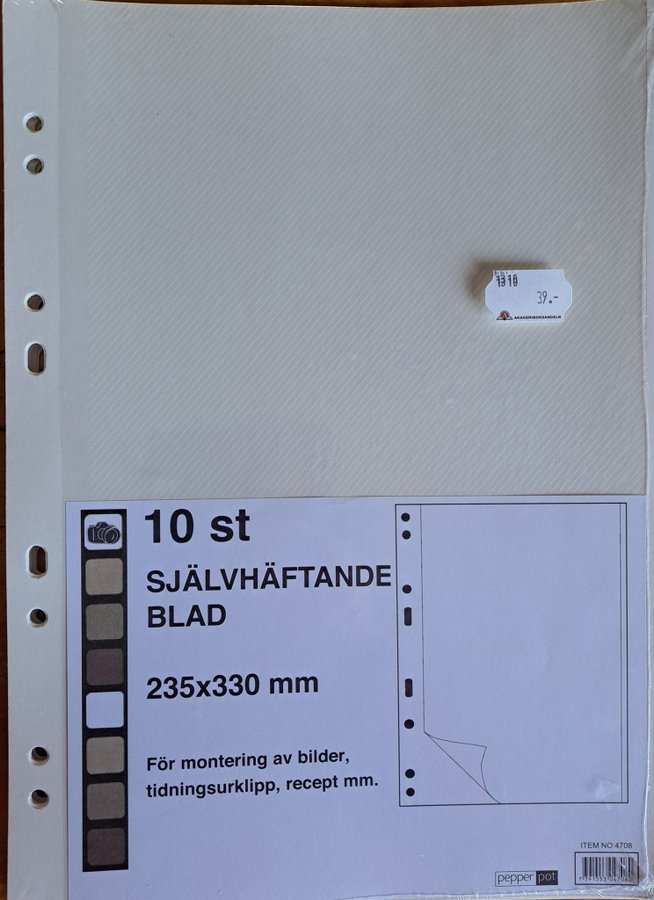 1310
39.-
AKADEMIBOKHANDELN
10 st
SJÄLVHÄFTANDE
BLAD
235x330 mm
För montering av bilder,
tidningsurklipp, recept mm.
ITEM NO:4708
pepper pot